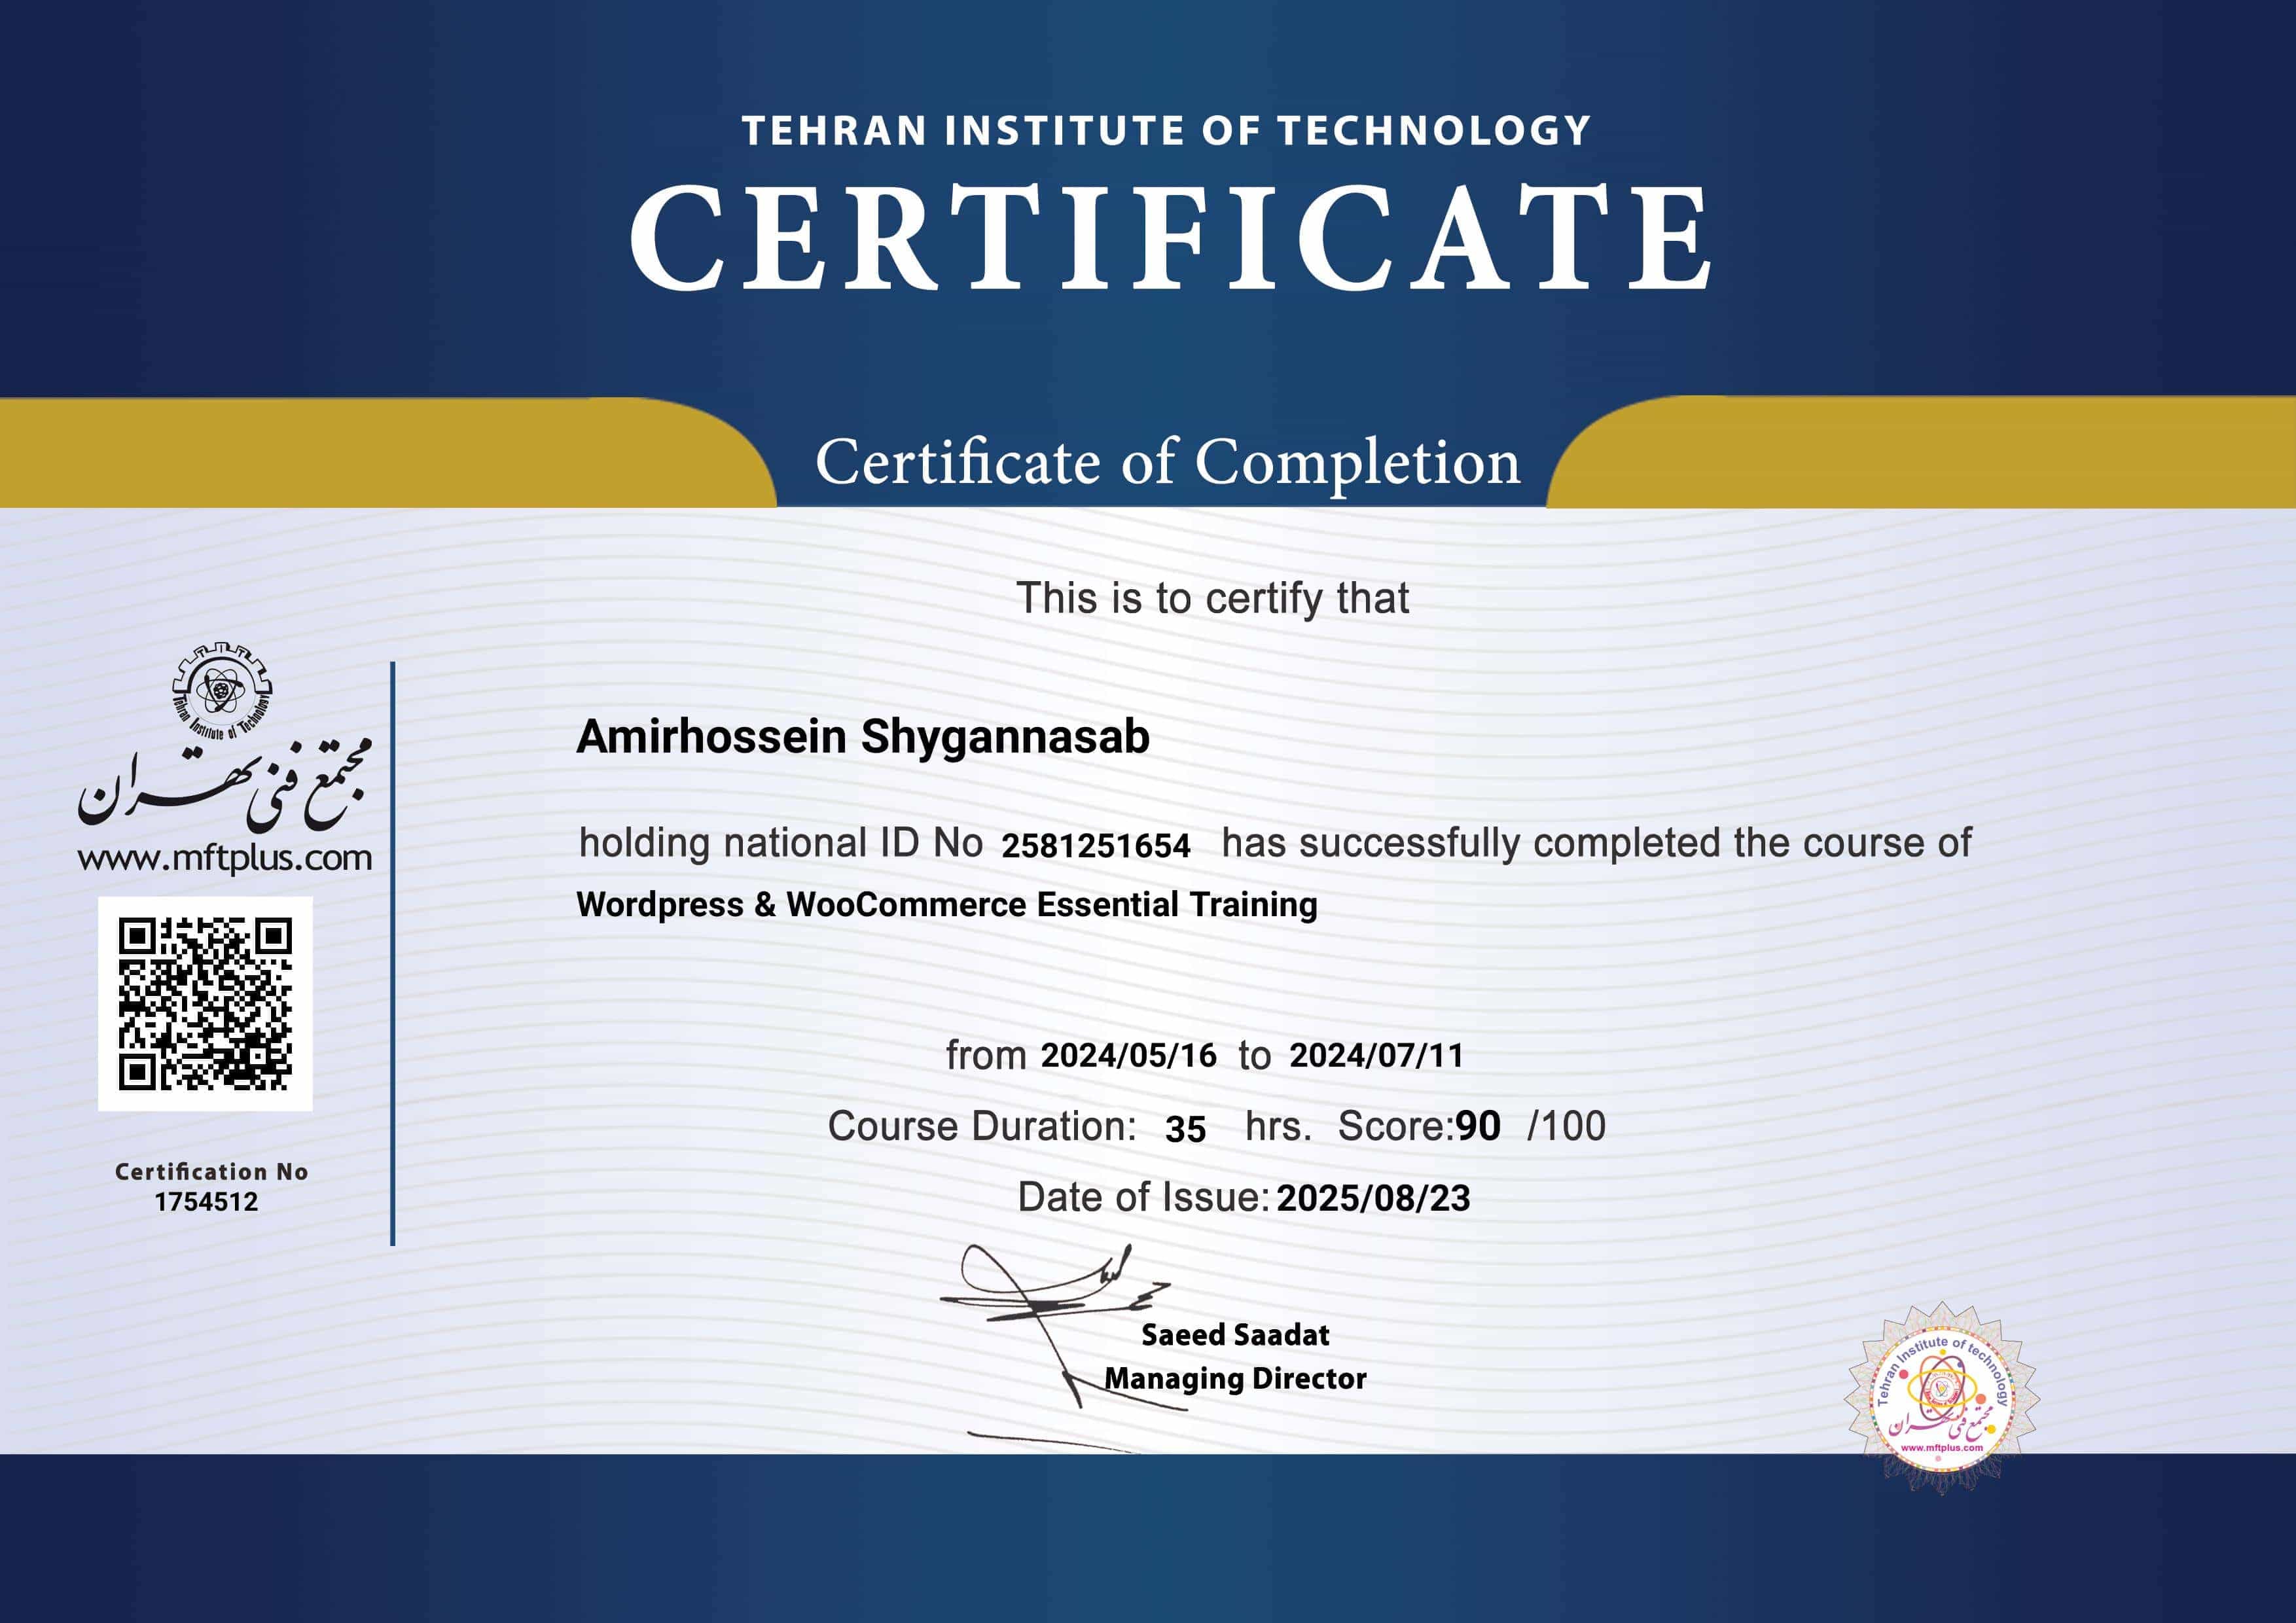 TEHRAN INSTITUTE OF TECHNOLOGY
CERTIFICATE
Certificate of Completion
This is to certify that
Tehran Institute of Technology
مجتمع فنی تهران
www.mftplus.com
Amirhossein Shygannasab
holding national ID No 2581251654 has successfully completed the course of
Wordpress & WooCommerce Essential Training
from 2024/05/16 to 2024/07/11
Course Duration: 35 hrs. Score:90 /100
Certification No
1754512
Date of Issue: 2025/08/23
Saeed Saadat
Managing Director
Tehran Institute of technology
مجتمع فنی تهران
www.mftplus.com